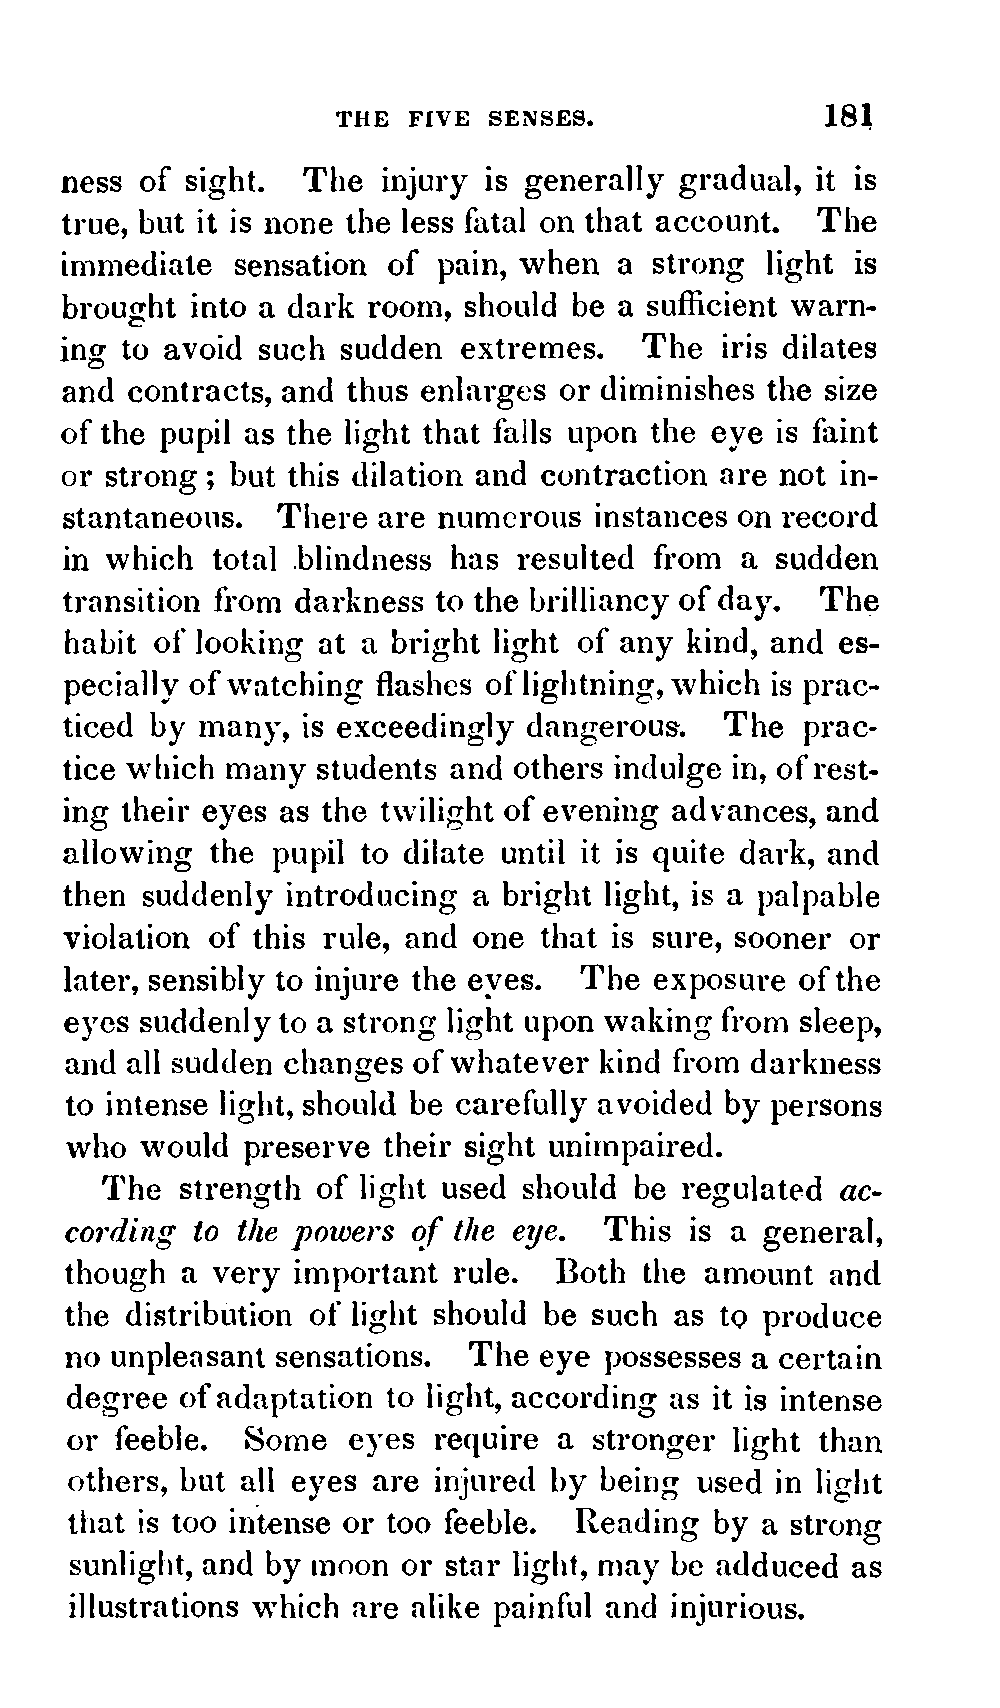 THE FIVE SENSES. 181
ness of sight. The injury is generally gradual, it is
true, but it is none the less fatal on that account. The
immediate sensation of pain, when a strong light is
brought into a dark room, should be a sufficient warn-
ing to avoid such sudden extremes. The iris dilates
and contracts, and thus enlarges or diminishes the size
of the pupil as the light that falls upon the eye is faint
or strong; but this dilation and contraction are not in-
stantaneous. There are numerous instances on record
in which total blindness has resulted from a sudden
transition from darkness to the brilliancy of day. The
habit of looking at a bright light of any kind, and es-
pecially of watching flashes of lightning, which is prac-
ticed by many, is exceedingly dangerous. The prac-
tice which many students and others indulge in, of rest-
ing their eyes as the twilight of evening advances, and
allowing the pupil to dilate until it is quite dark, and
then suddenly introducing a bright light, is a palpable
violation of this rule, and one that is sure, sooner or
later, sensibly to injure the eyes. The exposure of the
eyes suddenly to a strong light upon waking from sleep,
and all sudden changes of whatever kind from darkness
to intense light, should be carefully avoided by persons
who would preserve their sight unimpaired.
The strength of light used should be regulated ac-
cording to the powers of the eye. This is a general,
though a very important rule. Both the amount and
the distribution of light should be such as to produce
no unpleasant sensations. The eye possesses a certain
degree of adaptation to light, according as it is intense
or feeble. Some eyes require a stronger light than
others, but all eyes are injured by being used in light
that is too intense or too feeble. Reading by a strong
sunlight, and by moon or star light, may be adduced as
illustrations which are alike painful and injurious.